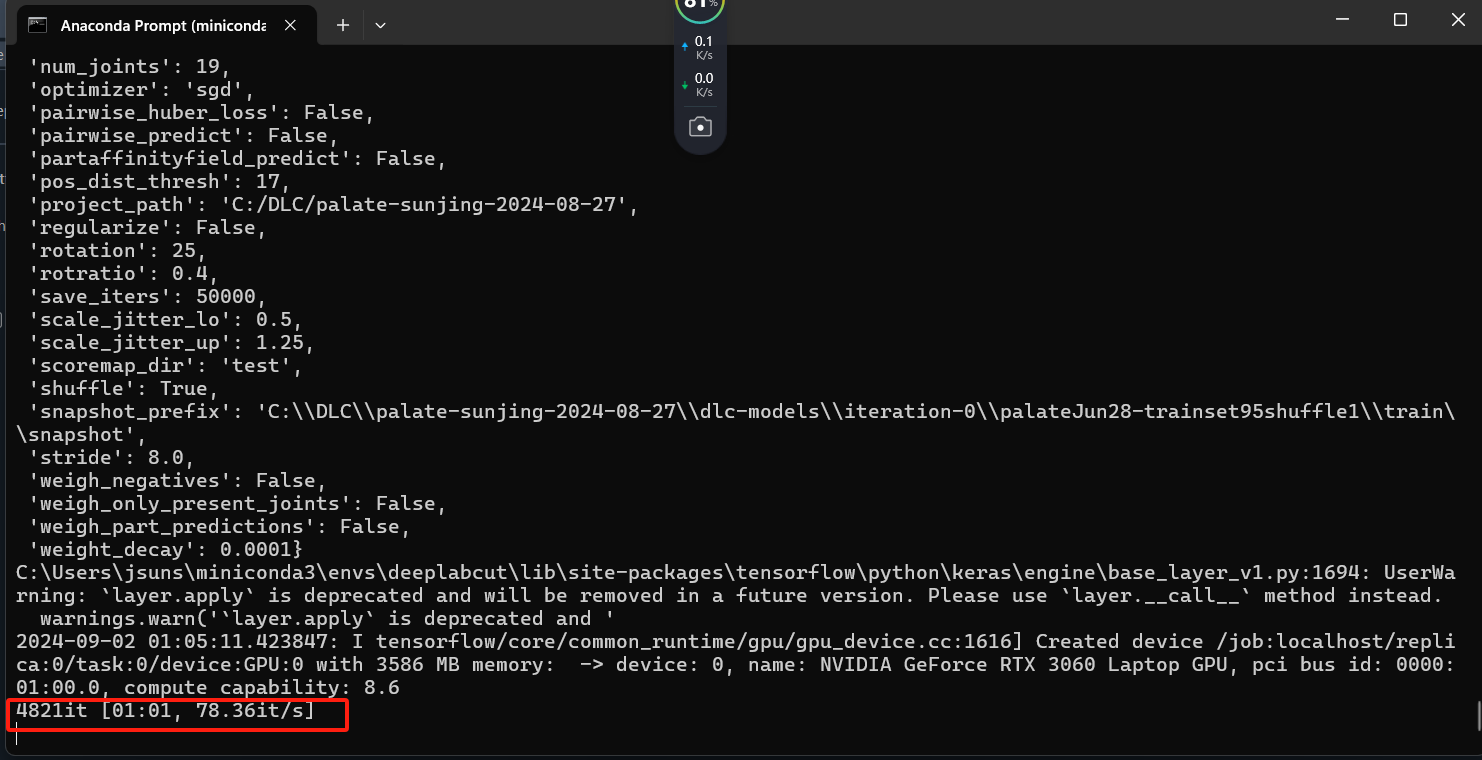 Anaconda Prompt (miniconda
81%
0.1
K/s
0.0
K/s
'num_joints': 19,
'optimizer': 'sgd',
'pairwise_huber_loss': False,
'pairwise_predict': False,
'partaffinityfield_predict': False,
'pos_dist_thresh': 17,
'project_path': 'C:/DLC/palate-sunjing-2024-08-27',
'regularize': False,
'rotation': 25,
'rotratio': 0.4,
'save_iters': 50000,
'scale_jitter_lo': 0.5,
'scale_jitter_up': 1.25,
'scoremap_dir': 'test',
'shuffle': True,
'snapshot_prefix': 'C:\\DLC\\palate-sunjing-2024-08-27\\dlc-models\\iteration-0\\palateJun28-trainset95shuffle1\\train\
\snapshot',
'stride': 8.0,
'weigh_negatives': False,
'weigh_only_present_joints': False,
'weigh_part_predictions': False,
'weight_decay': 0.0001}
C:\Users\jsuns\miniconda3\envs\deeplabcut\lib\site-packages\tensorflow\python\keras\engine\base_layer_v1.py:1694: UserWa
rning: `layer.apply` is deprecated and will be removed in a future version. Please use `layer.__call__` method instead.
warnings.warn('`layer.apply` is deprecated and '
2024-09-02 01:05:11.423847: I tensorflow/core/common_runtime/gpu/gpu_device.cc:1616] Created device /job:localhost/repli
ca:0/task:0/device:GPU:0 with 3586 MB memory:  -> device: 0, name: NVIDIA GeForce RTX 3060 Laptop GPU, pci bus id: 0000:
01:00.0, compute capability: 8.6
4821it [01:01, 78.36it/s]